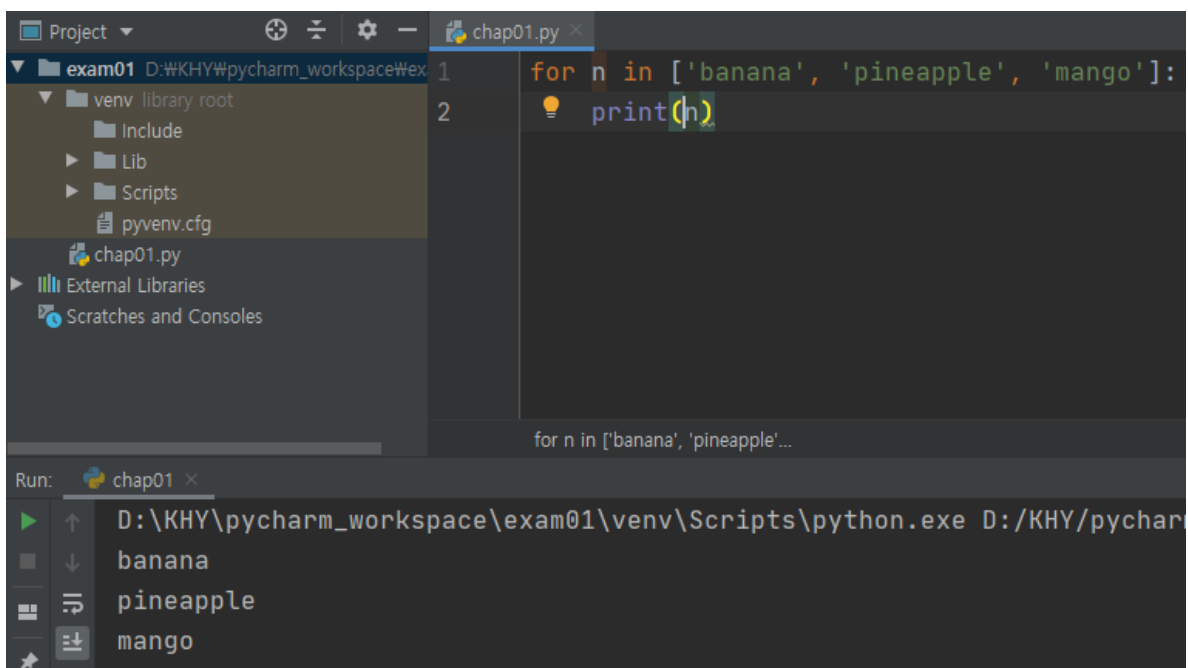 Project
exam01 D:₩KHY₩pycharm_workspace₩ex
venv library root
Include
Lib
Scripts
pyvenv.cfg
chap01.py
External Libraries
Scratches and Consoles
chap01.py
1 for n in ['banana', 'pineapple', 'mango']:
2 print(n)
for n in ['banana', 'pineapple'...
Run: chap01
D:\KHY\pycharm_workspace\exam01\venv\Scripts\python.exe D:/KHY/pychar
banana
pineapple
mango